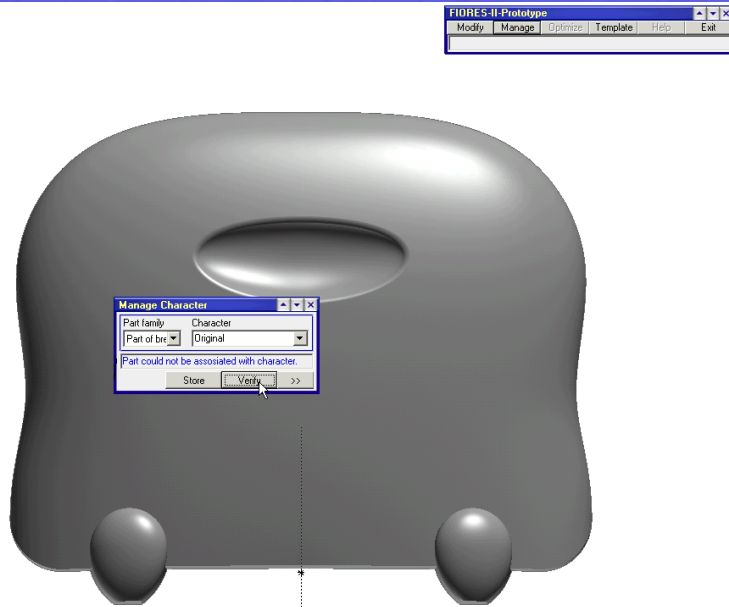 FIORES-II-Prototype
Modify Manage Optimize Template Help Exit
Manage Character
Part family Character
Part of bre Original
Part could not be assosiated with character.
Store Verify >>